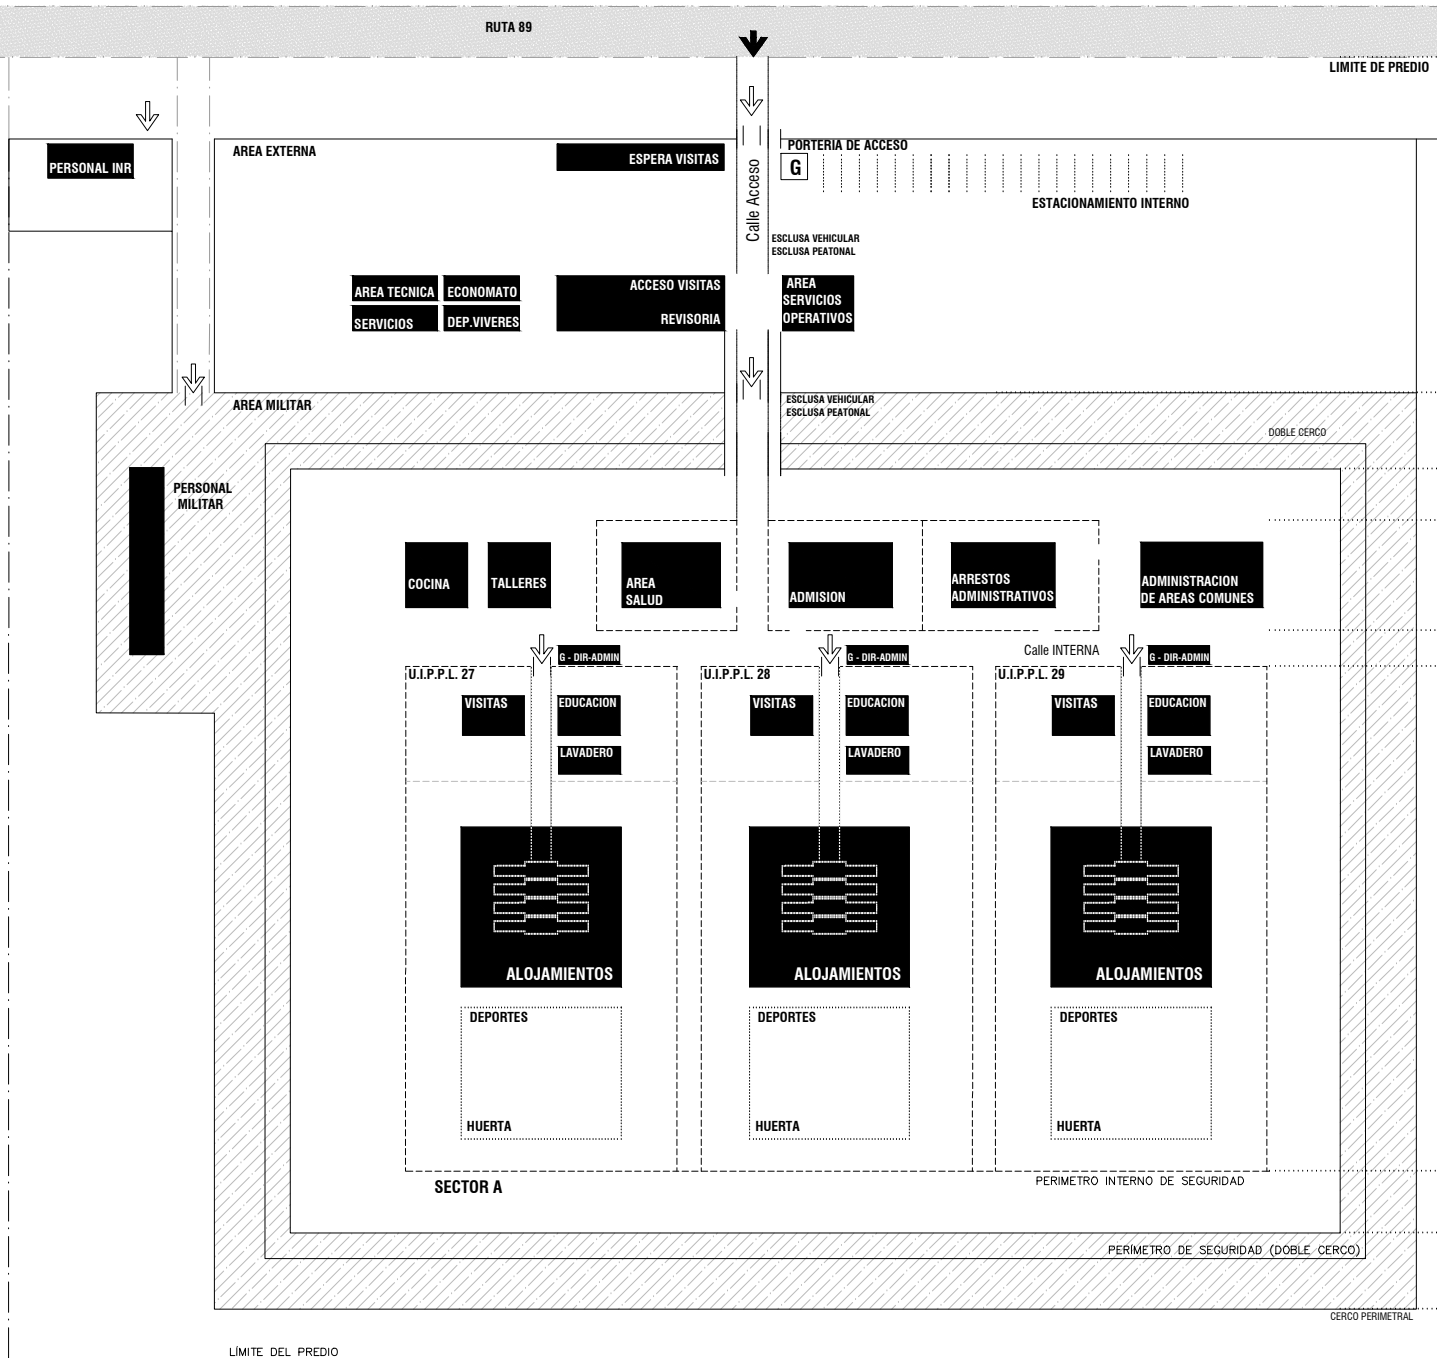 RUTA 89
LIMITE DE PREDIO
PERSONAL INR
AREA EXTERNA
ESPERA VISITAS
Calle Acceso
PORTERIA DE ACCESO
G
ESTACIONAMIENTO INTERNO
ESCLUSA VEHICULAR
ESCLUSA PEATONAL
AREA TECNICA
ECONOMATO
SERVICIOS
DEP.VIVERES
ACCESO VISITAS
REVISORIA
AREA
SERVICIOS
OPERATIVOS
AREA MILITAR
ESCLUSA VEHICULAR
ESCLUSA PEATONAL
DOBLE CERCO
PERSONAL
MILITAR
COCINA
TALLERES
AREA
SALUD
ADMISION
ARRESTOS
ADMINISTRATIVOS
ADMINISTRACION
DE AREAS COMUNES
Calle INTERNA
G - DIR-ADMIN
G - DIR-ADMIN
G - DIR-ADMIN
U.I.P.P.L. 27
U.I.P.P.L. 28
U.I.P.P.L. 29
VISITAS
EDUCACION
VISITAS
EDUCACION
VISITAS
EDUCACION
LAVADERO
LAVADERO
LAVADERO
ALOJAMIENTOS
ALOJAMIENTOS
ALOJAMIENTOS
DEPORTES
DEPORTES
DEPORTES
HUERTA
HUERTA
HUERTA
SECTOR A
PERIMETRO INTERNO DE SEGURIDAD
PERÍMETRO DE SEGURIDAD (DOBLE CERCO)
CERCO PERIMETRAL
LÍMITE DEL PREDIO